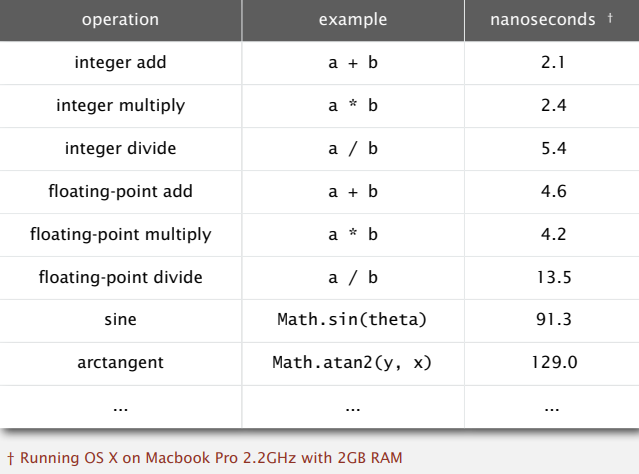 operation example nanoseconds †
integer add a + b 2.1
integer multiply a * b 2.4
integer divide a / b 5.4
floating-point add a + b 4.6
floating-point multiply a * b 4.2
floating-point divide a / b 13.5
sine Math.sin(theta) 91.3
arctangent Math.atan2(y, x) 129.0
... ... ...
† Running OS X on Macbook Pro 2.2GHz with 2GB RAM